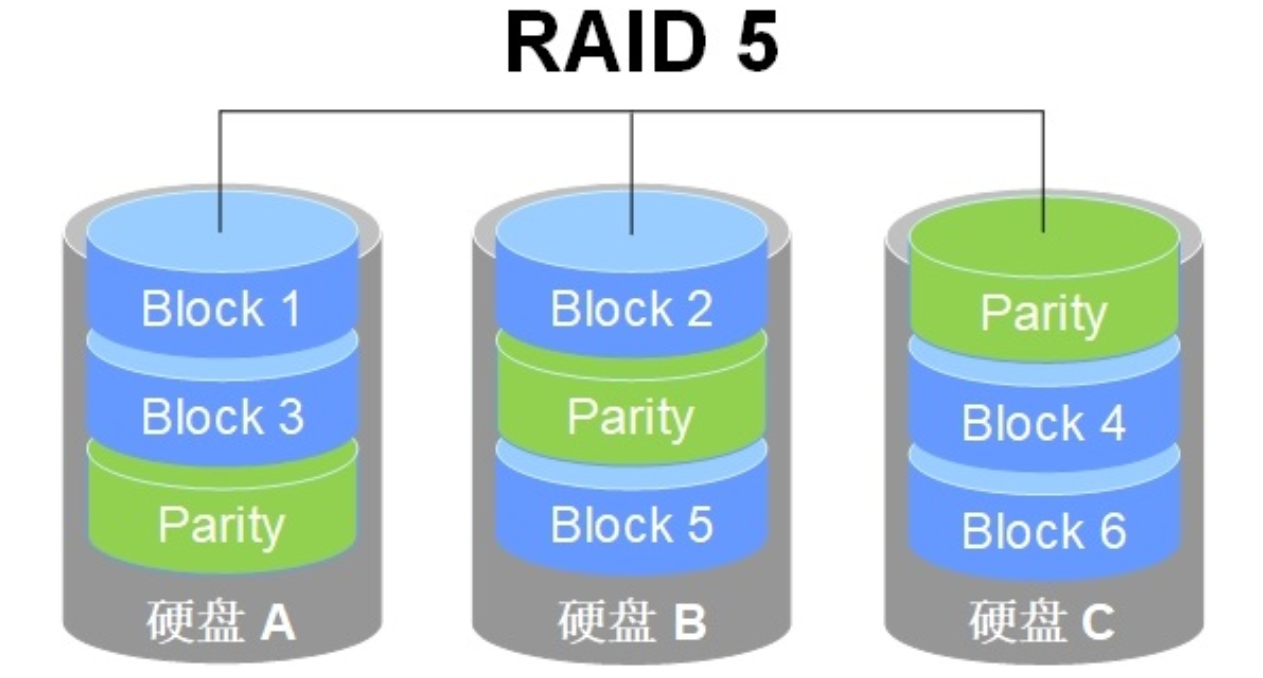 RAID 5
Block 1
Block 2
Parity
Block 3
Parity
Block 4
Parity
Block 5
Block 6
硬盘 A
硬盘 B
硬盘 C